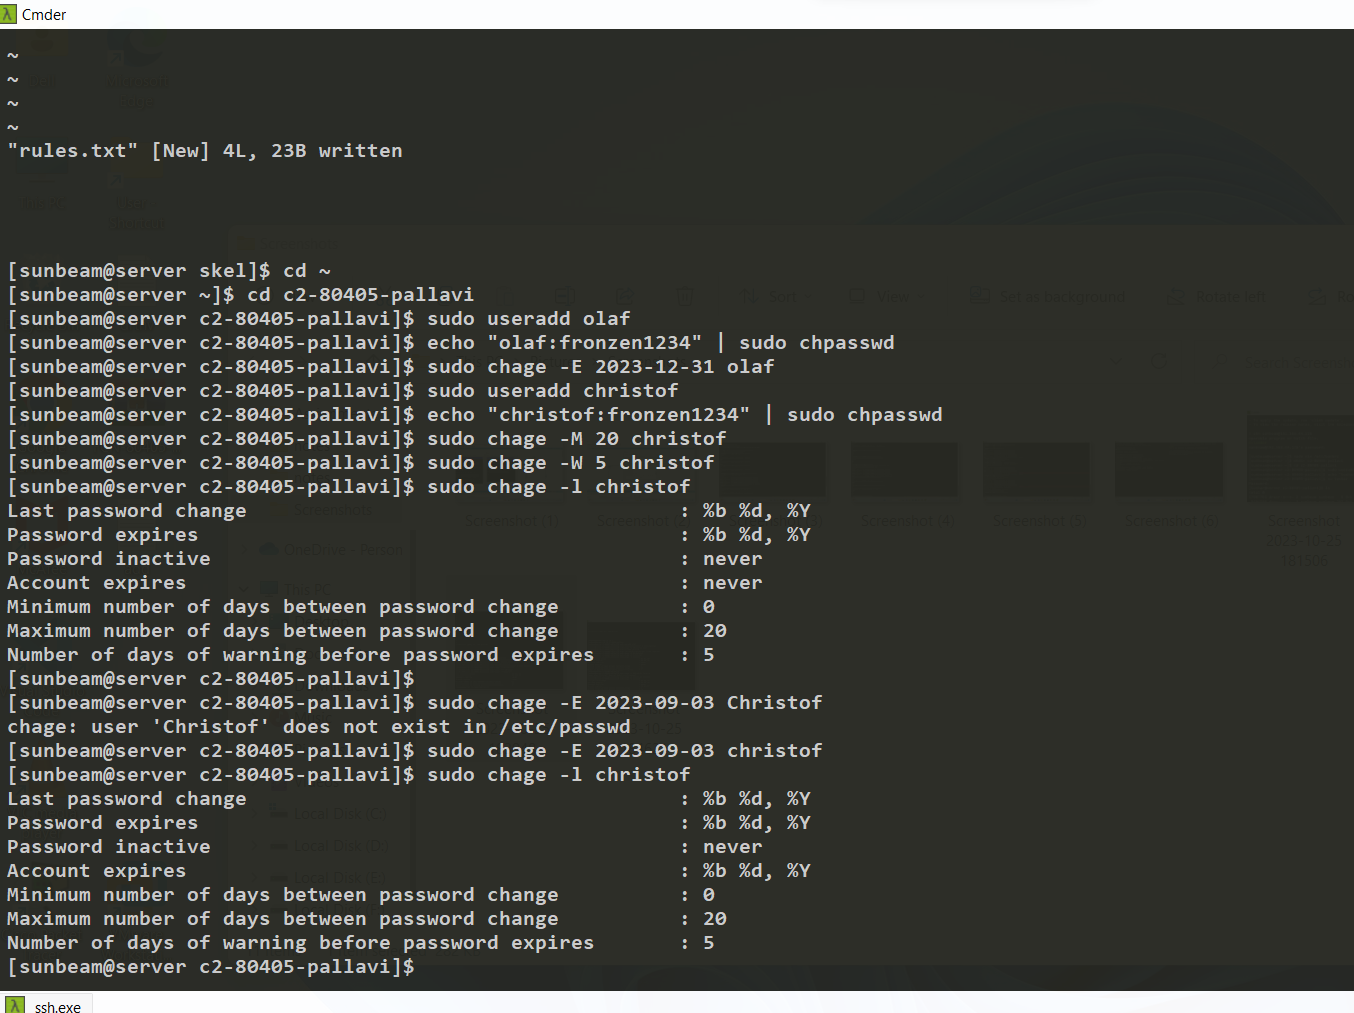 Cmder
~
~
~
~
"rules.txt" [New] 4L, 23B written
[sunbeam@server skel]$ cd ~
[sunbeam@server ~]$ cd c2-80405-pallavi
[sunbeam@server c2-80405-pallavi]$ sudo useradd olaf
[sunbeam@server c2-80405-pallavi]$ echo "olaf:fronzen1234" | sudo chpasswd
[sunbeam@server c2-80405-pallavi]$ sudo chage -E 2023-12-31 olaf
[sunbeam@server c2-80405-pallavi]$ sudo useradd christof
[sunbeam@server c2-80405-pallavi]$ echo "christof:fronzen1234" | sudo chpasswd
[sunbeam@server c2-80405-pallavi]$ sudo chage -M 20 christof
[sunbeam@server c2-80405-pallavi]$ sudo chage -W 5 christof
[sunbeam@server c2-80405-pallavi]$ sudo chage -l christof
Last password change : %b %d, %Y
Password expires : %b %d, %Y
Password inactive : never
Account expires : never
Minimum number of days between password change : 0
Maximum number of days between password change : 20
Number of days of warning before password expires : 5
[sunbeam@server c2-80405-pallavi]$
[sunbeam@server c2-80405-pallavi]$ sudo chage -E 2023-09-03 Christof
chage: user 'Christof' does not exist in /etc/passwd
[sunbeam@server c2-80405-pallavi]$ sudo chage -E 2023-09-03 christof
[sunbeam@server c2-80405-pallavi]$ sudo chage -l christof
Last password change : %b %d, %Y
Password expires : %b %d, %Y
Password inactive : never
Account expires : %b %d, %Y
Minimum number of days between password change : 0
Maximum number of days between password change : 20
Number of days of warning before password expires : 5
[sunbeam@server c2-80405-pallavi]$
ssh.exe